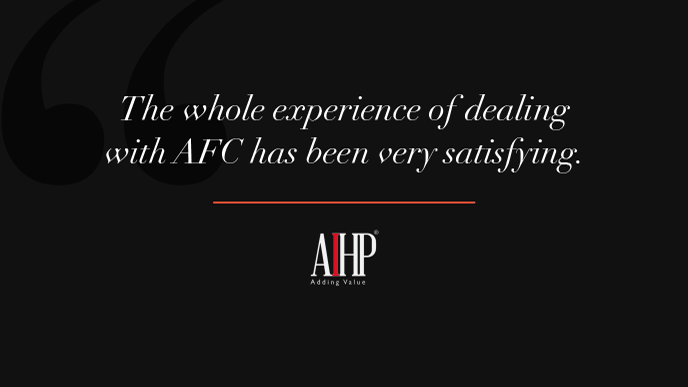 The whole experience of dealing
with AFC has been very satisfying.
AIHP®
Adding Value